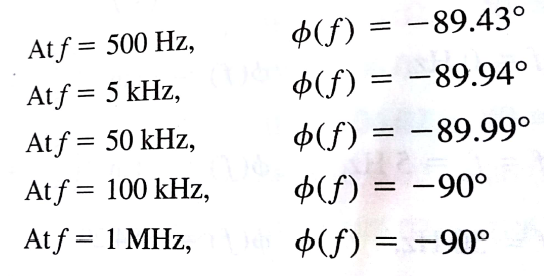 At f = 500 Hz, ϕ(f) = −89.43°
At f = 5 kHz, ϕ(f) = −89.94°
At f = 50 kHz, ϕ(f) = −89.99°
At f = 100 kHz, ϕ(f) = −90°
At f = 1 MHz, ϕ(f) = −90°